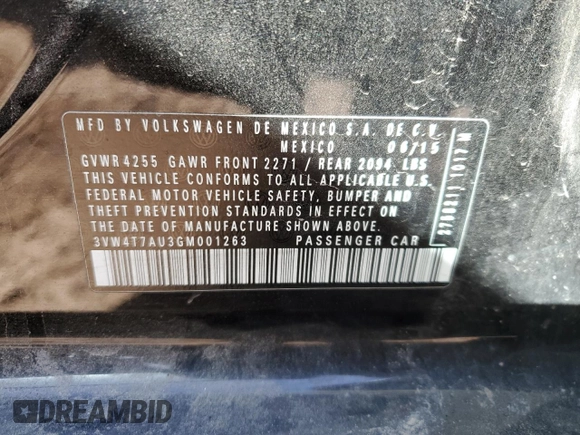 MFD BY VOLKSWAGEN DE MEXICO S.A. DE C.V.
MEXICO 06/15
GVWR 4255 GAWR FRONT 2271 / REAR 2094 LBS
THIS VEHICLE CONFORMS TO ALL APPLICABLE U.S.
FEDERAL MOTOR VEHICLE SAFETY, BUMPER AND
THEFT PREVENTION STANDARDS IN EFFECT ON
THE DATE OF MANUFACTURE SHOWN ABOVE.
3VW4T7AU3GM001263 PASSENGER CAR
DREAMBID